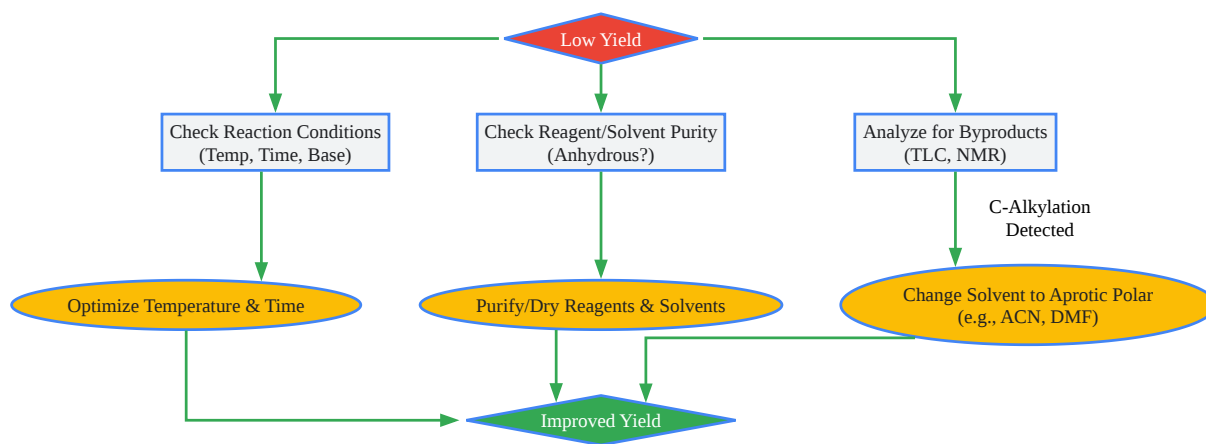 Low Yield
Check Reaction Conditions
(Temp, Time, Base)
Check Reagent/Solvent Purity
(Anhydrous?)
Analyze for Byproducts
(TLC, NMR)
C-Alkylation
Detected
Optimize Temperature & Time
Purify/Dry Reagents & Solvents
Change Solvent to Aprotic Polar
(e.g., ACN, DMF)
Improved Yield